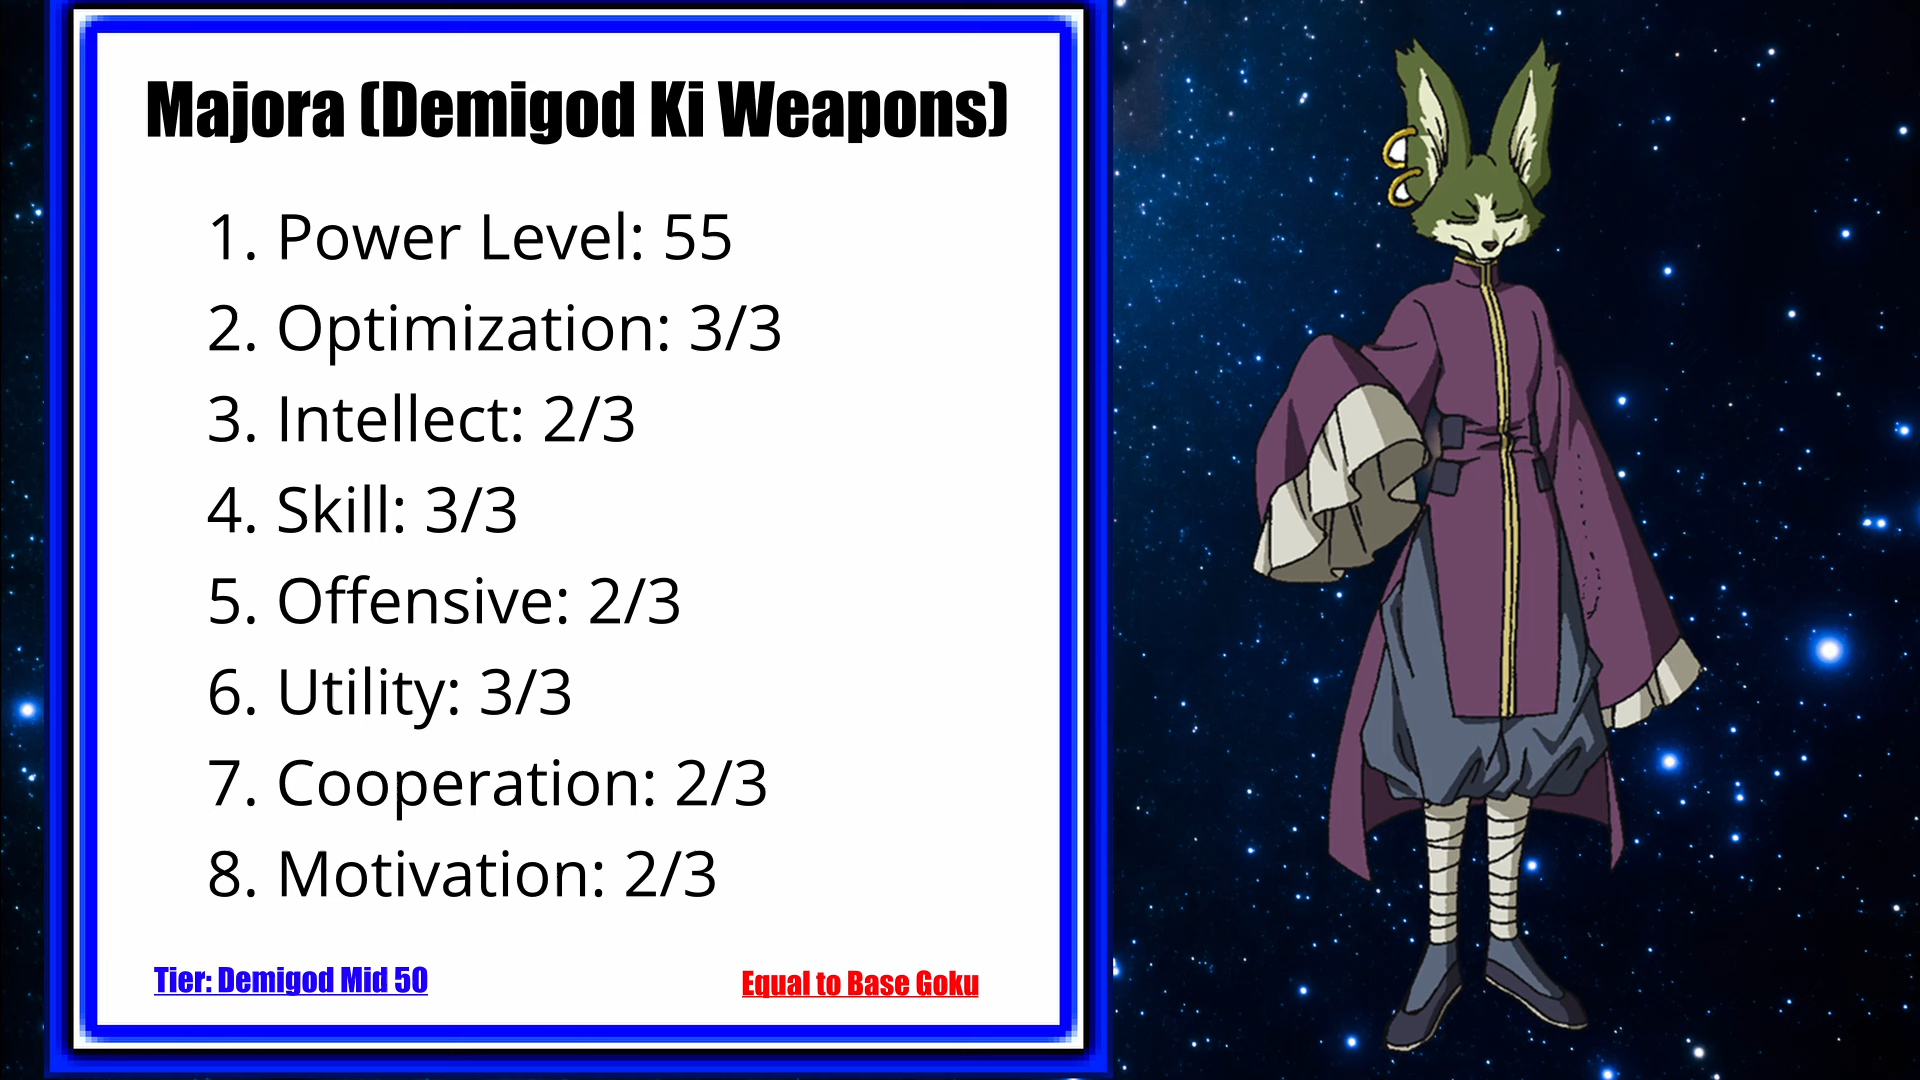 Majora (Demigod Ki Weapons)
1. Power Level: 55
2. Optimization: 3/3
3. Intellect: 2/3
4. Skill: 3/3
5. Offensive: 2/3
6. Utility: 3/3
7. Cooperation: 2/3
8. Motivation: 2/3
Tier: Demigod Mid 50
Equal to Base Goku